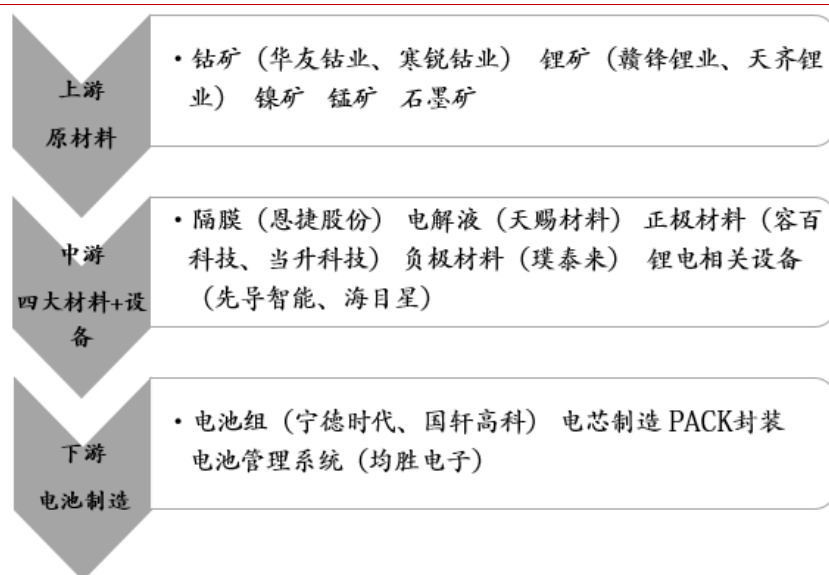 上游
原材料
·钴矿（华友钴业、寒锐钴业） 锂矿（赣锋锂业、天齐锂
业） 镍矿 锰矿 石墨矿
中游
四大材料+设
备
·隔膜（恩捷股份） 电解液（天赐材料） 正极材料（容百
科技、当升科技） 负极材料（璞泰来） 锂电相关设备
（先导智能、海目星）
下游
电池制造
·电池组（宁德时代、国轩高科） 电芯制造 PACK封装
电池管理系统（均胜电子）